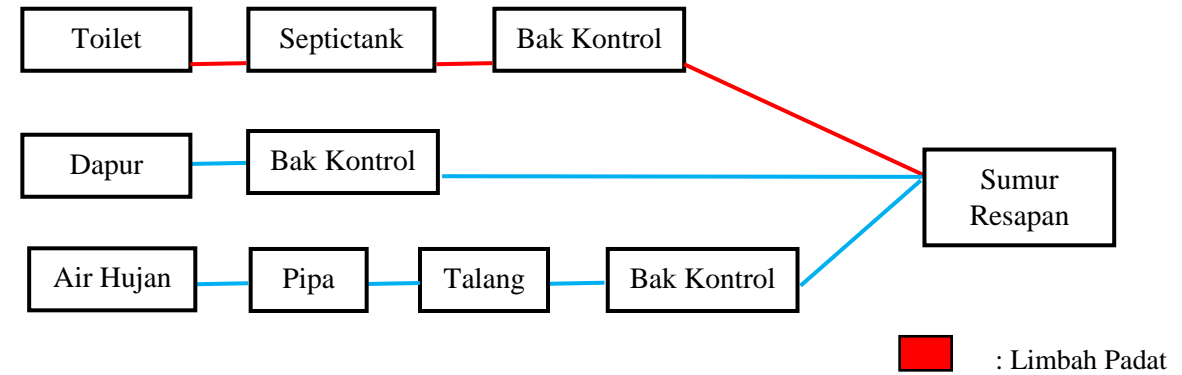 Toilet
Septictank
Bak Kontrol
Dapur
Bak Kontrol
Sumur
Resapan
Air Hujan
Pipa
Talang
Bak Kontrol
: Limbah Padat